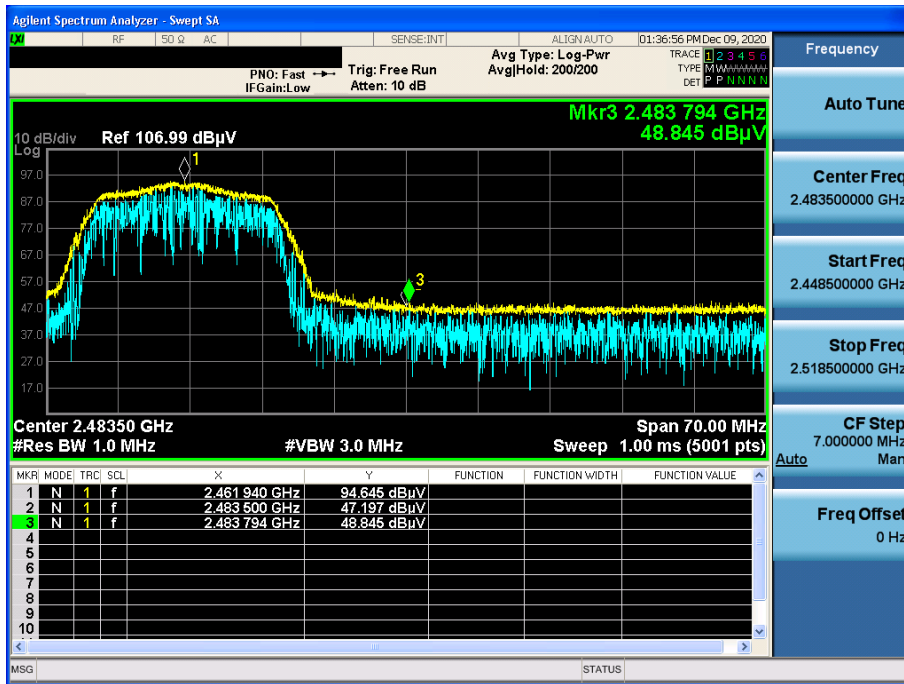 Agilent Spectrum Analyzer - Swept SA
LXI RF 50 Ω AC SENSE:INT ALIGN AUTO 01:36:56 PM Dec 09, 2020
PNO: Fast
IFGain:Low
Trig: Free Run
Atten: 10 dB
Avg Type: Log-Pwr
Avg|Hold: 200/200
TRACE 1 2 3 4 5 6
TYPE M WWWWW
DET P P N N N N
Mkr3 2.483 794 GHz
48.845 dBµV
10 dB/div Ref 106.99 dBµV
Log
97.0
87.0
77.0
67.0
57.0
47.0
37.0
27.0
17.0
1
3
Center 2.48350 GHz Span 70.00 MHz
#Res BW 1.0 MHz #VBW 3.0 MHz Sweep 1.00 ms (5001 pts)
MKR MODE TRC SCL X Y FUNCTION FUNCTION WIDTH FUNCTION VALUE
1 N 1 f 2.461 940 GHz 94.645 dBµV
2 N 1 f 2.483 500 GHz 47.197 dBµV
3 N 1 f 2.483 794 GHz 48.845 dBµV
4
5
6
7
8
9
10
MSG STATUS
Frequency
Auto Tune
Center Freq
2.483500000 GHz
Start Freq
2.448500000 GHz
Stop Freq
2.518500000 GHz
CF Step
7.000000 MHz
Auto Man
Freq Offset
0 Hz